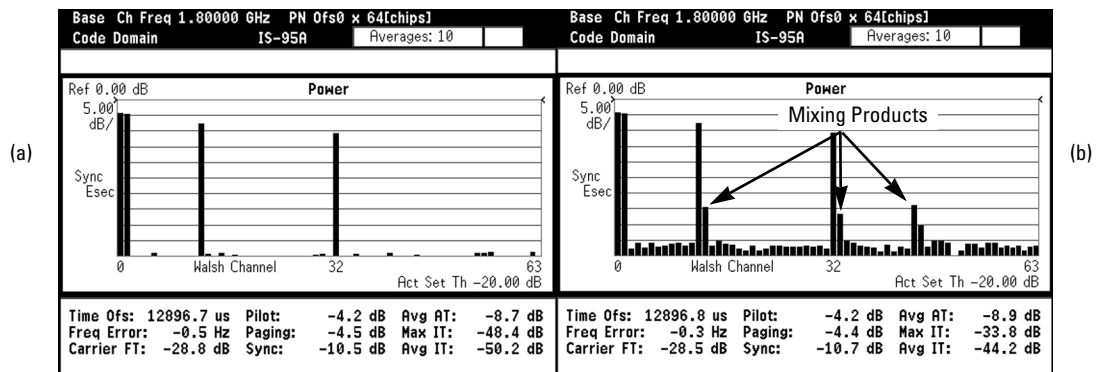 (a)
Base Ch Freq 1.80000 GHz PN Ofs0 x 64[chips]
Code Domain IS-95A Averages: 10
Ref 0.00 dB Power
5.00
dB/
Sync
Esec
0 Walsh Channel 32 63
Act Set Th -20.00 dB
Time Ofs: 12896.7 us Pilot: -4.2 dB Avg AT: -8.7 dB
Freq Error: -0.5 Hz Paging: -4.5 dB Max IT: -48.4 dB
Carrier FT: -28.8 dB Sync: -10.5 dB Avg IT: -50.2 dB
Base Ch Freq 1.80000 GHz PN Ofs0 x 64[chips]
Code Domain IS-95A Averages: 10
Ref 0.00 dB Power
5.00
dB/
Mixing Products
Sync
Esec
0 Walsh Channel 32 63
Act Set Th -20.00 dB
Time Ofs: 12896.8 us Pilot: -4.2 dB Avg AT: -8.9 dB
Freq Error: -0.3 Hz Paging: -4.4 dB Max IT: -33.8 dB
Carrier FT: -28.5 dB Sync: -10.7 dB Avg IT: -44.2 dB
(b)